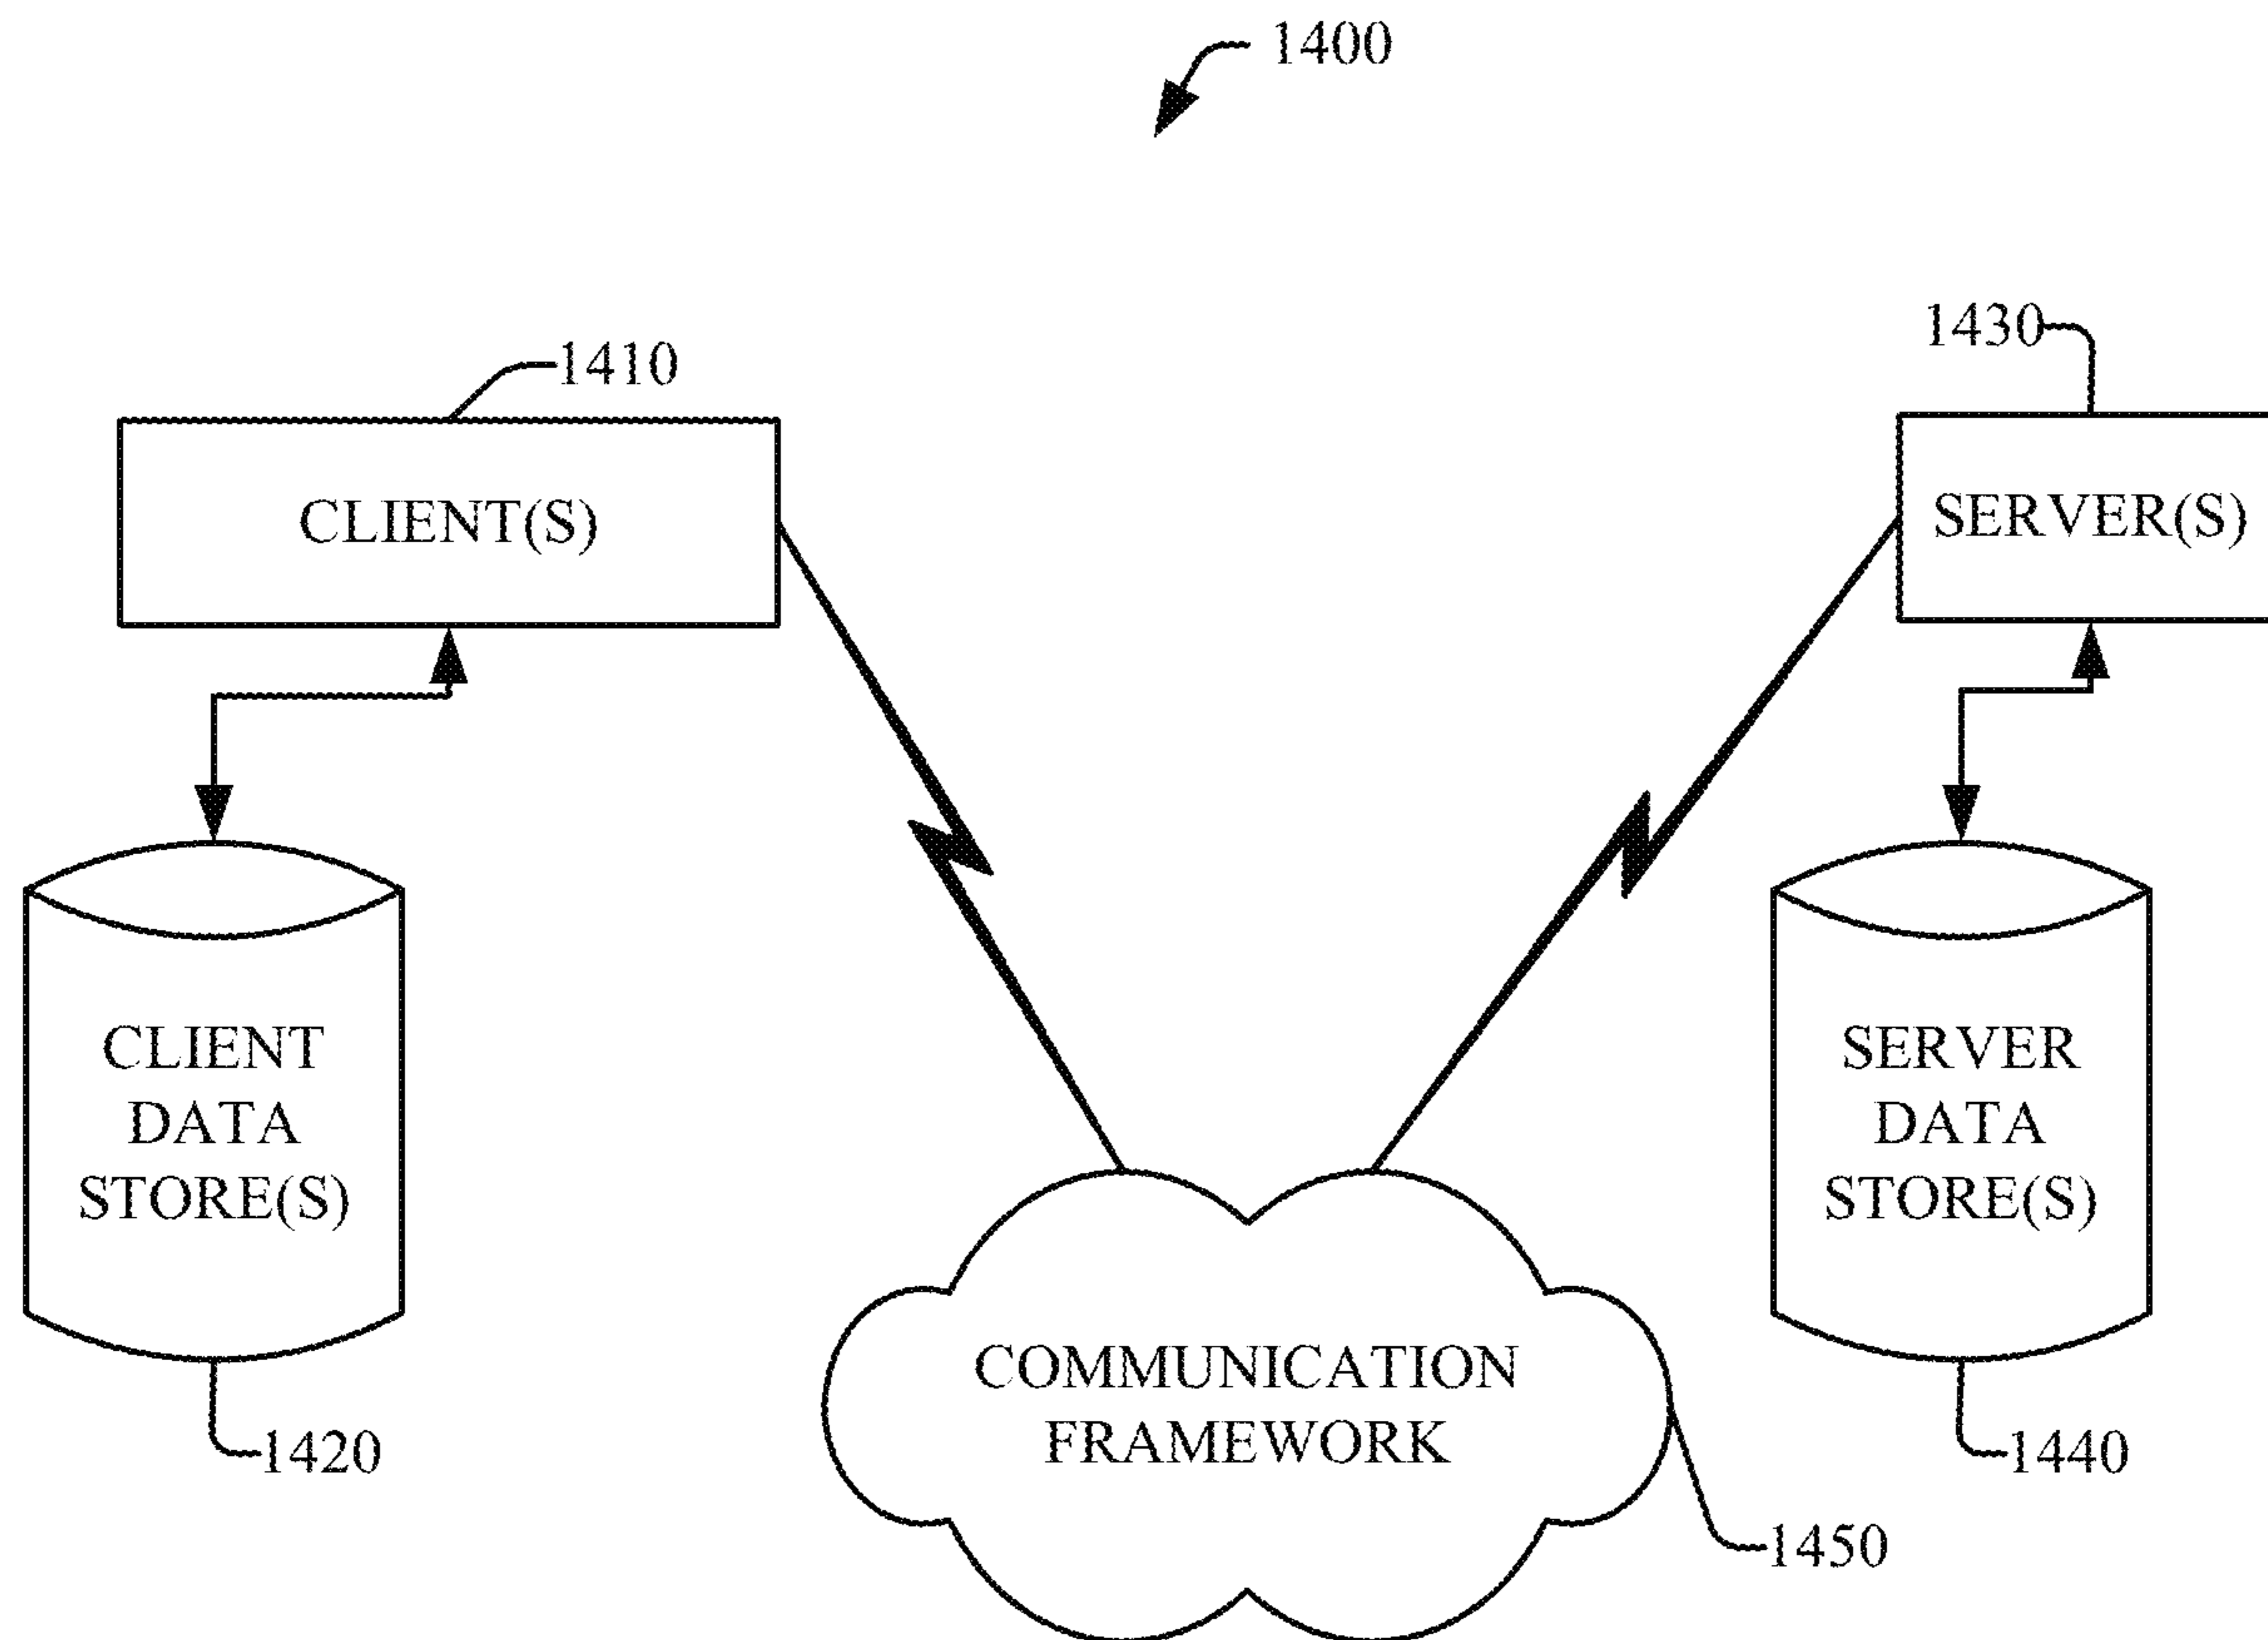 1400
1410
1430
CLIENT(S)
SERVER(S)
CLIENT
DATA
STORE(S)
SERVER
DATA
STORE(S)
COMMUNICATION
FRAMEWORK
1420
1440
1450